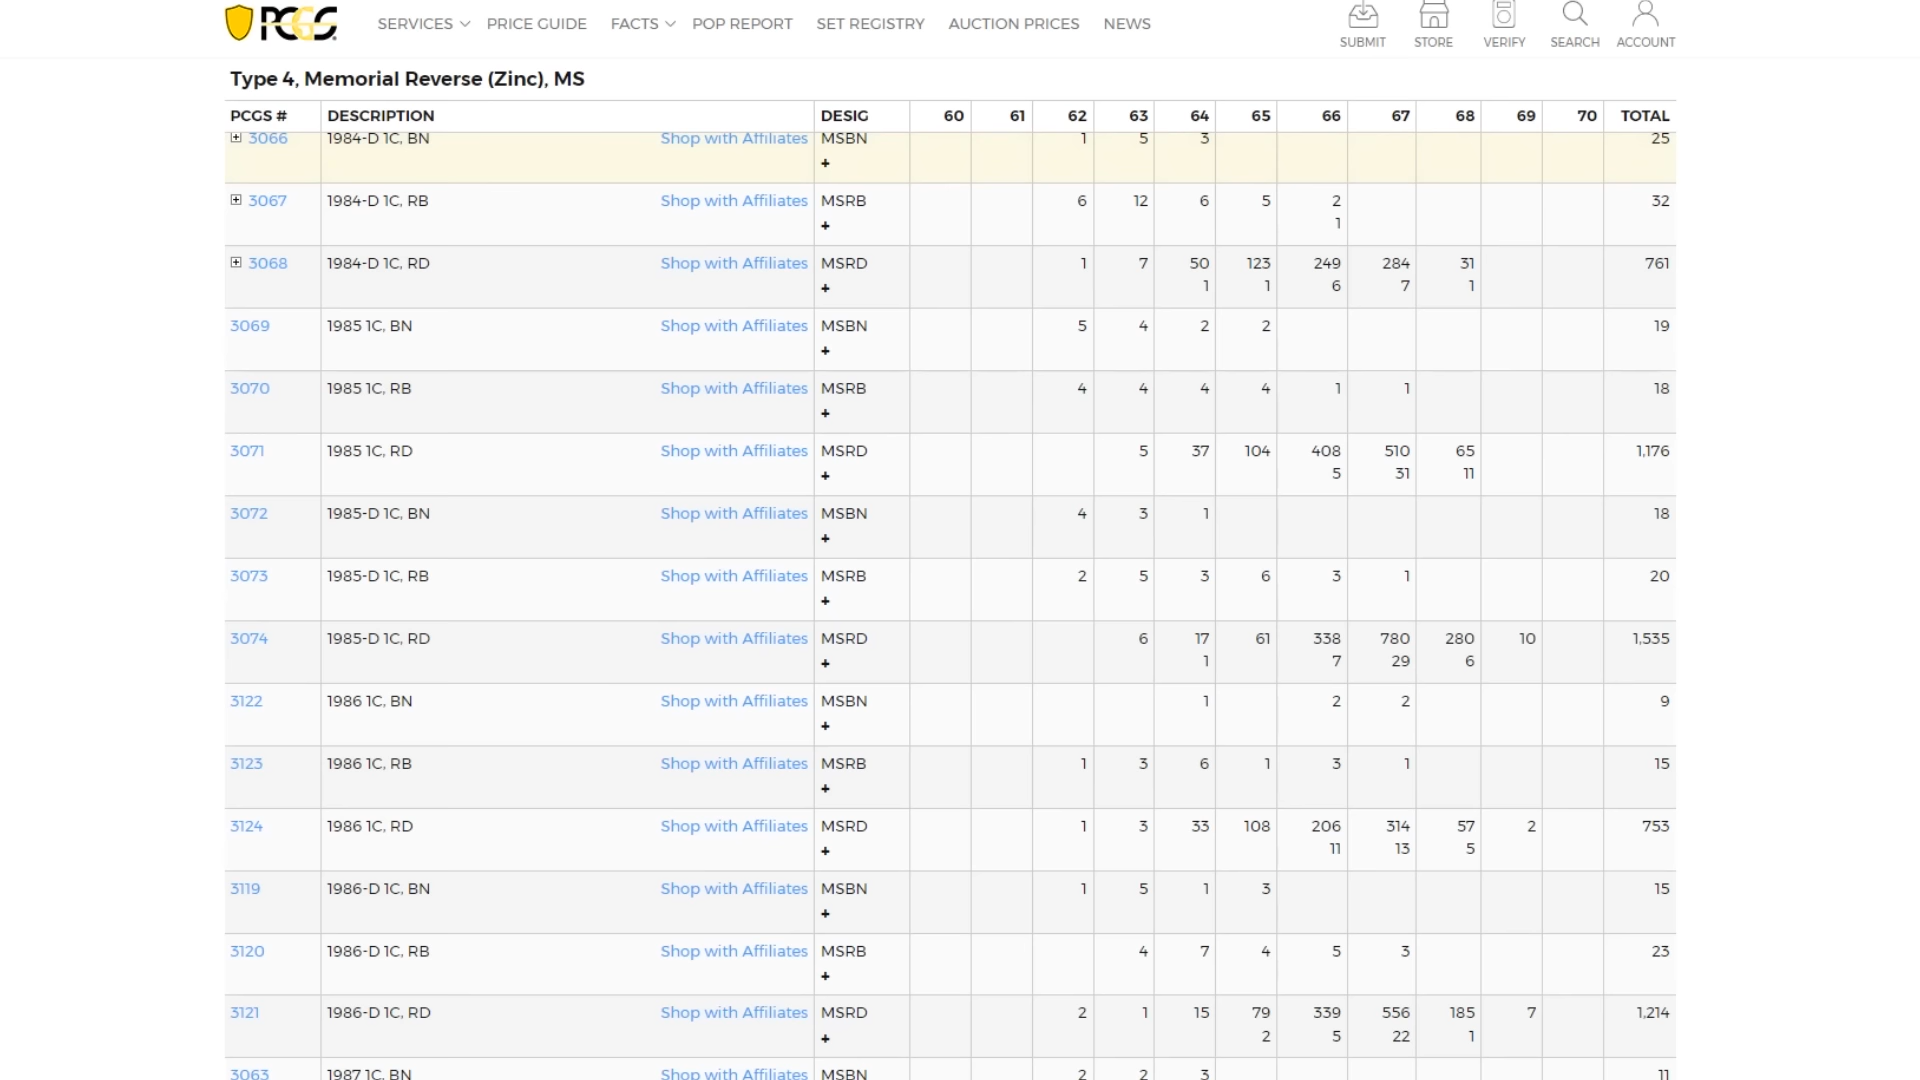 PCGS
SERVICES PRICE GUIDE FACTS POP REPORT SET REGISTRY AUCTION PRICES NEWS SUBMIT STORE VERIFY SEARCH ACCOUNT
Type 4, Memorial Reverse (Zinc), MS
PCGS # DESCRIPTION DESIG 60 61 62 63 64 65 66 67 68 69 70 TOTAL
3066 1984-D 1C, BN Shop with Affiliates MSBN 1 5 3 25
+
3067 1984-D 1C, RB Shop with Affiliates MSRB 6 12 6 5 2 32
+ 1
3068 1984-D 1C, RD Shop with Affiliates MSRD 1 7 50 123 249 284 31 761
+ 1 1 6 7 1
3069 1985 1C, BN Shop with Affiliates MSBN 5 4 2 2 19
+
3070 1985 1C, RB Shop with Affiliates MSRB 4 4 4 4 1 1 18
+
3071 1985 1C, RD Shop with Affiliates MSRD 5 37 104 408 510 65 1,176
+ 5 31 11
3072 1985-D 1C, BN Shop with Affiliates MSBN 4 3 1 18
+
3073 1985-D 1C, RB Shop with Affiliates MSRB 2 5 3 6 3 1 20
+
3074 1985-D 1C, RD Shop with Affiliates MSRD 6 17 61 338 780 280 10 1,535
+ 1 7 29 6
3122 1986 1C, BN Shop with Affiliates MSBN 1 2 2 9
+
3123 1986 1C, RB Shop with Affiliates MSRB 1 3 6 1 3 1 15
+
3124 1986 1C, RD Shop with Affiliates MSRD 1 3 33 108 206 314 57 2 753
+ 11 13 5
3119 1986-D 1C, BN Shop with Affiliates MSBN 1 5 1 3 15
+
3120 1986-D 1C, RB Shop with Affiliates MSRB 4 7 4 5 3 23
+
3121 1986-D 1C, RD Shop with Affiliates MSRD 2 1 15 79 339 556 185 7 1,214
+ 2 5 22 1
3063 1987 1C, BN Shop with Affiliates MSBN 2 2 3 11